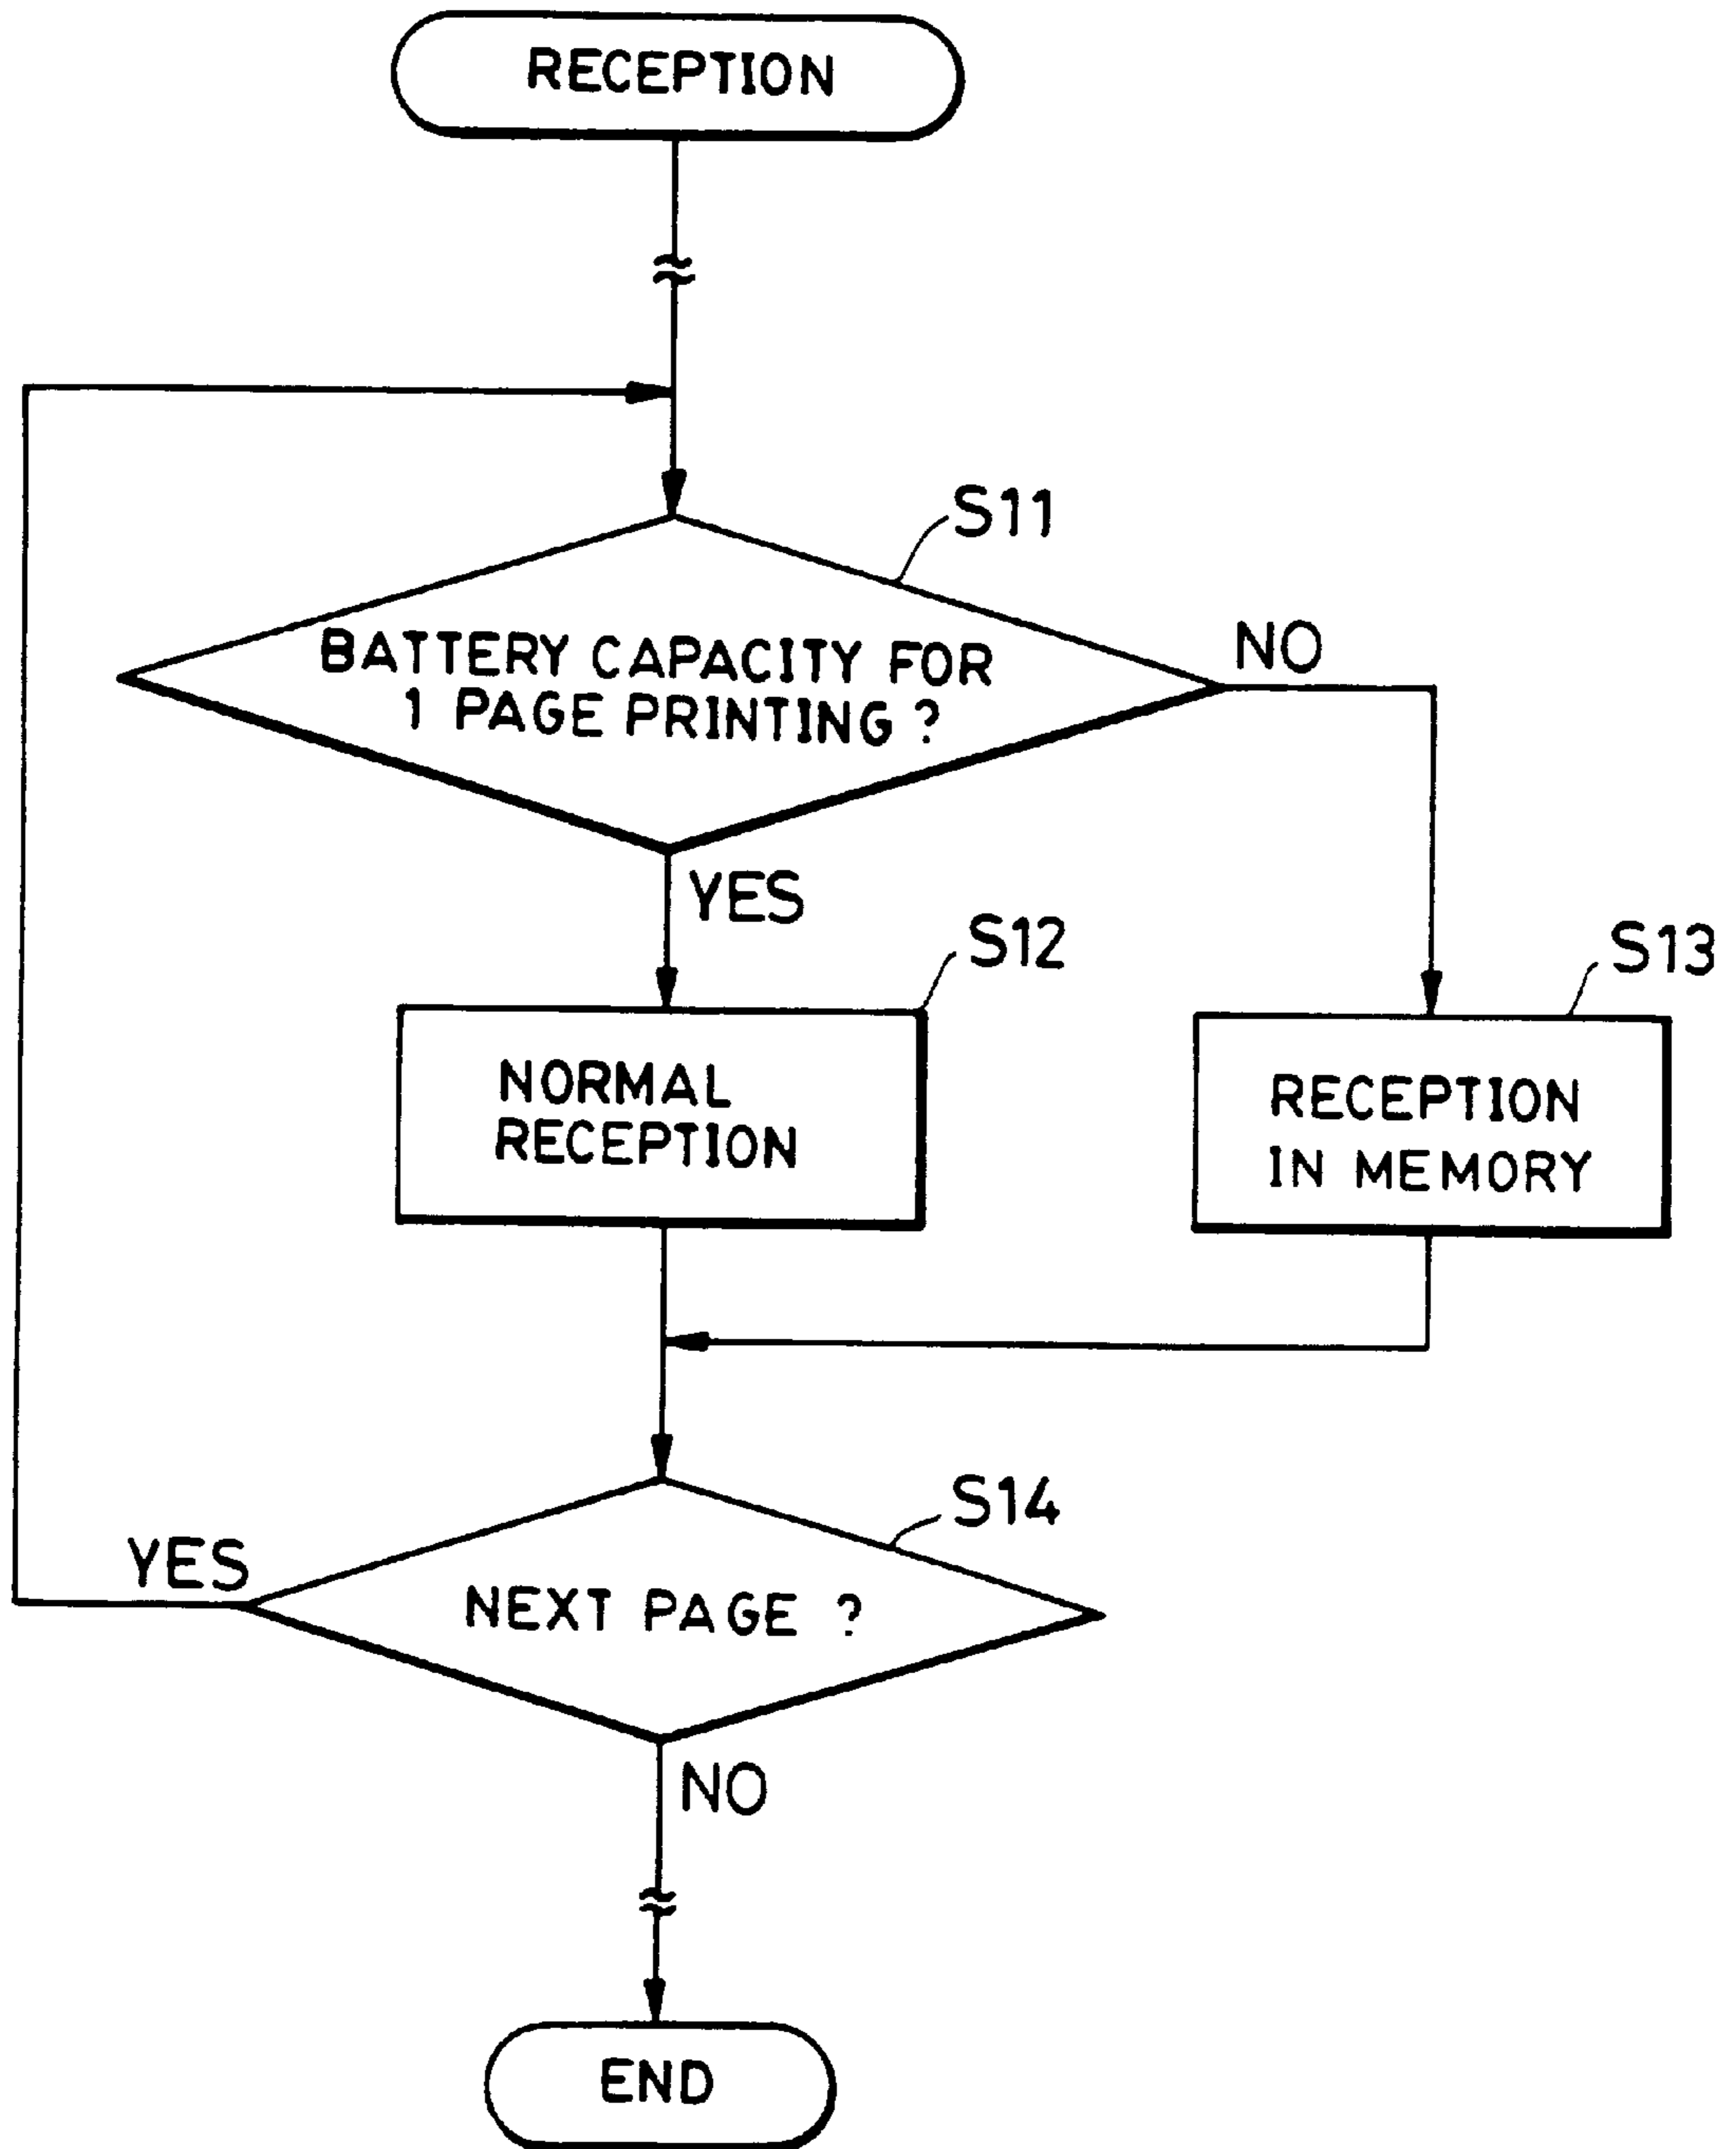 RECEPTION
S11
BATTERY CAPACITY FOR
1 PAGE PRINTING ?
NO
YES
S12
S13
NORMAL
RECEPTION
RECEPTION
IN MEMORY
S14
YES
NEXT PAGE ?
NO
END